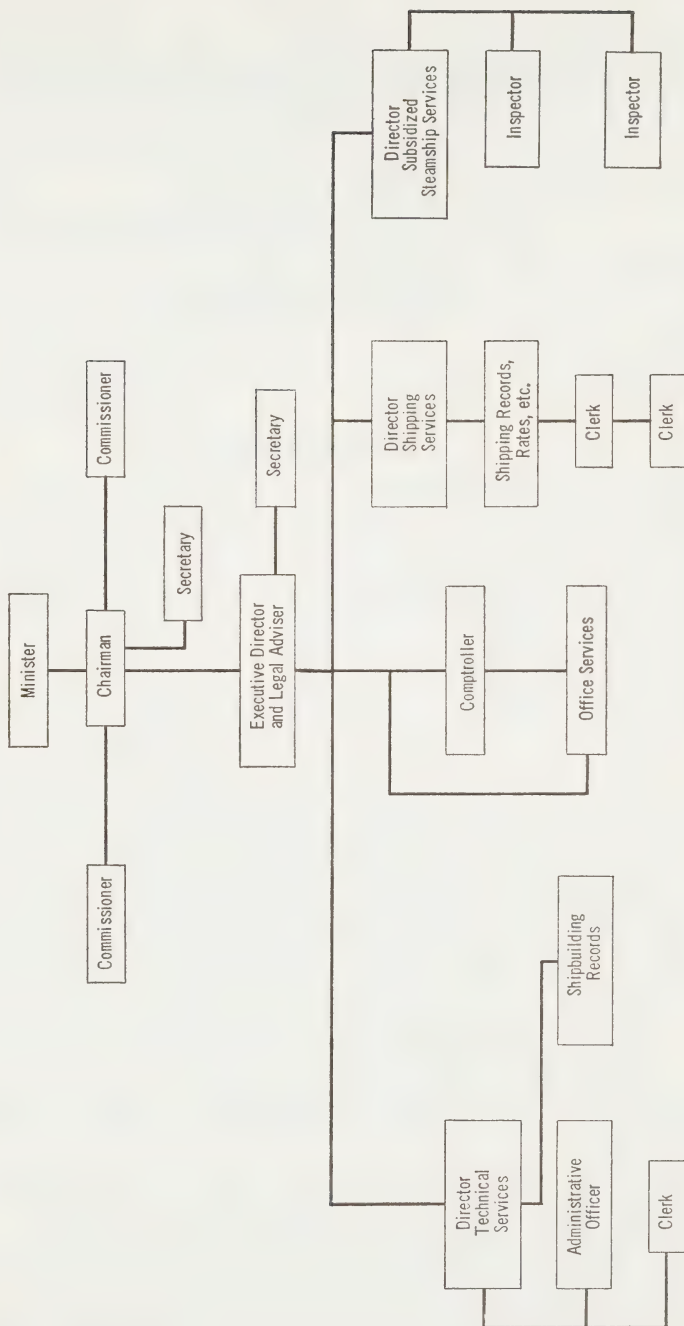 Minister
Commissioner
Chairman
Commissioner
Secretary
Executive Director
and Legal Adviser
Secretary
Director
Technical
Services
Shipbuilding
Records
Administrative
Officer
Clerk
Comptroller
Office Services
Director
Shipping
Services
Shipping Records,
Rates, etc.
Clerk
Clerk
Director
Subsidized
Steamship Services
Inspector
Inspector